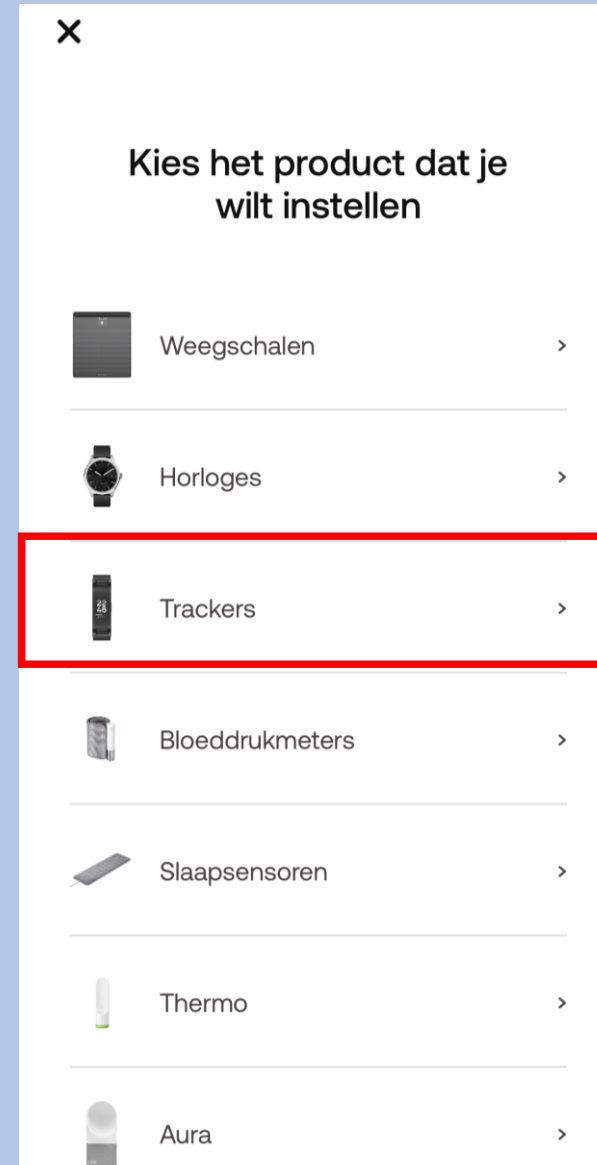 Kies het product dat je
wilt instellen
Weegschalen
Horloges
Trackers
Bloeddrukmeters
Slaapsensoren
Thermo
Aura